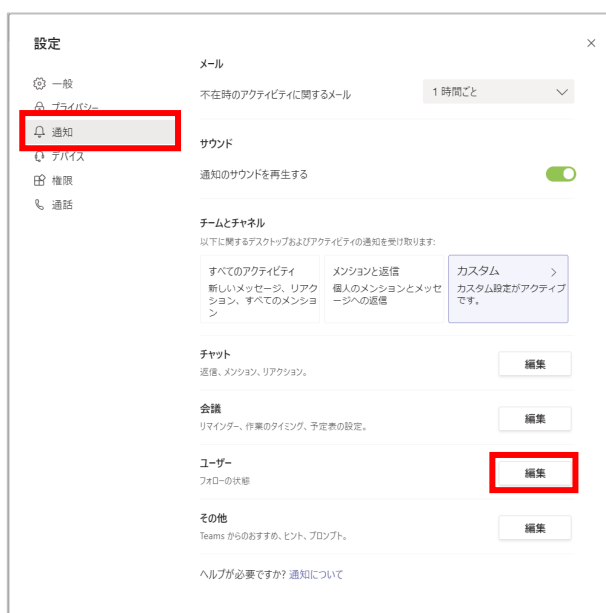 設定
一般
プライバシー
通知
デバイス
権限
通話
メール
不在時のアクティビティに関するメール
1 時間ごと
サウンド
通知のサウンドを再生する
チームとチャネル
以下に関するデスクトップおよびアクティビティの通知を受け取ります:
すべてのアクティビティ
新しいメッセージ、リアク
ション、すべてのメンショ
ン
メンションと返信
個人のメンションとメッセ
ージへの返信
カスタム
カスタム設定がアクティブ
です。
チャット
返信、メンション、リアクション。
編集
会議
リマインダー、作業のタイミング、予定表の設定。
編集
ユーザー
フォローの状態
編集
その他
Teams からのおすすめ、ヒント、プロンプト。
編集
ヘルプが必要ですか? 通知について